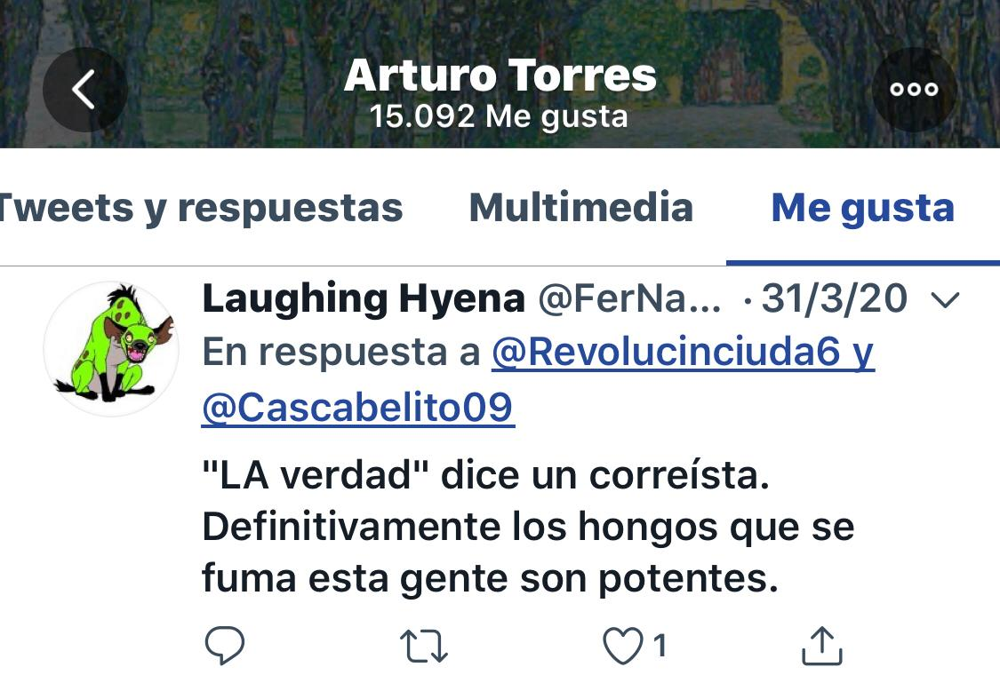 Arturo Torres
15.092 Me gusta
Tweets y respuestas
Multimedia
Me gusta
Laughing Hyena @FerNa... · 31/3/20
En respuesta a @Revolucinciuda6 y
@Cascabelito09
"LA verdad" dice un correísta.
Definitivamente los hongos que se
fuma esta gente son potentes.
1